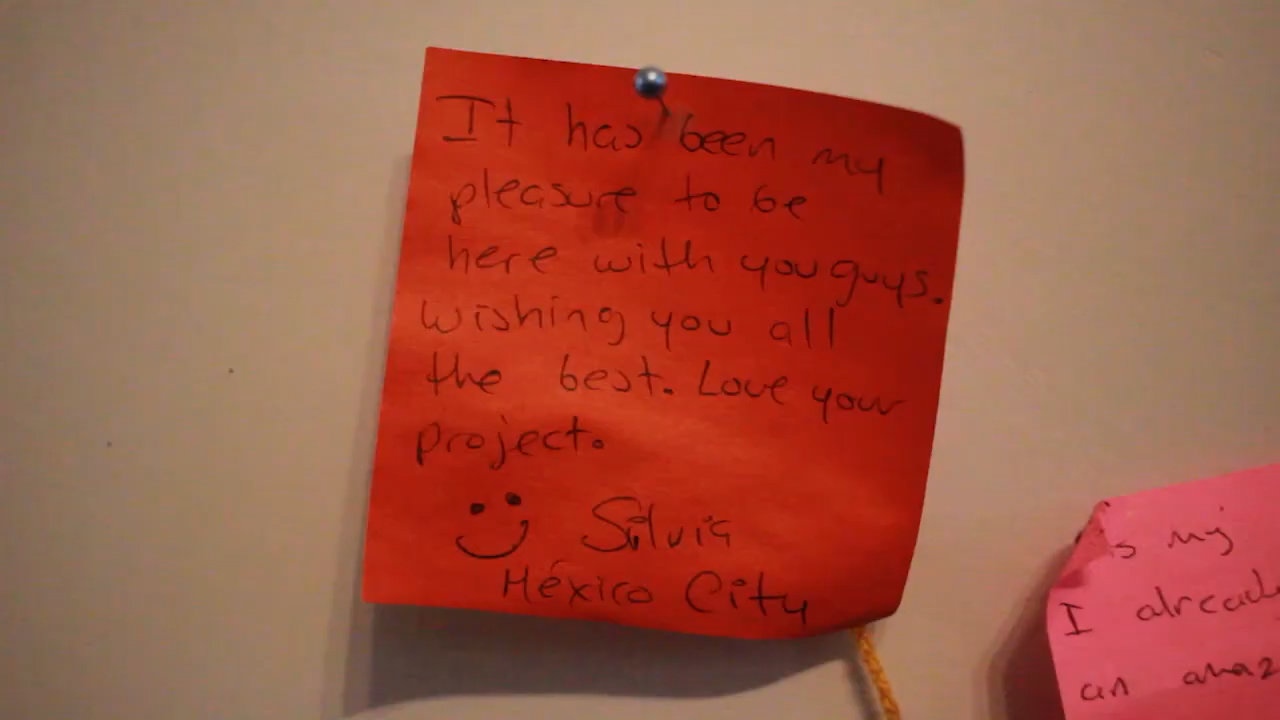 It has been my
pleasure to be
here with you guys.
wishing you all
the best. Love your
project.
Silvia
México City
is my
I already
an